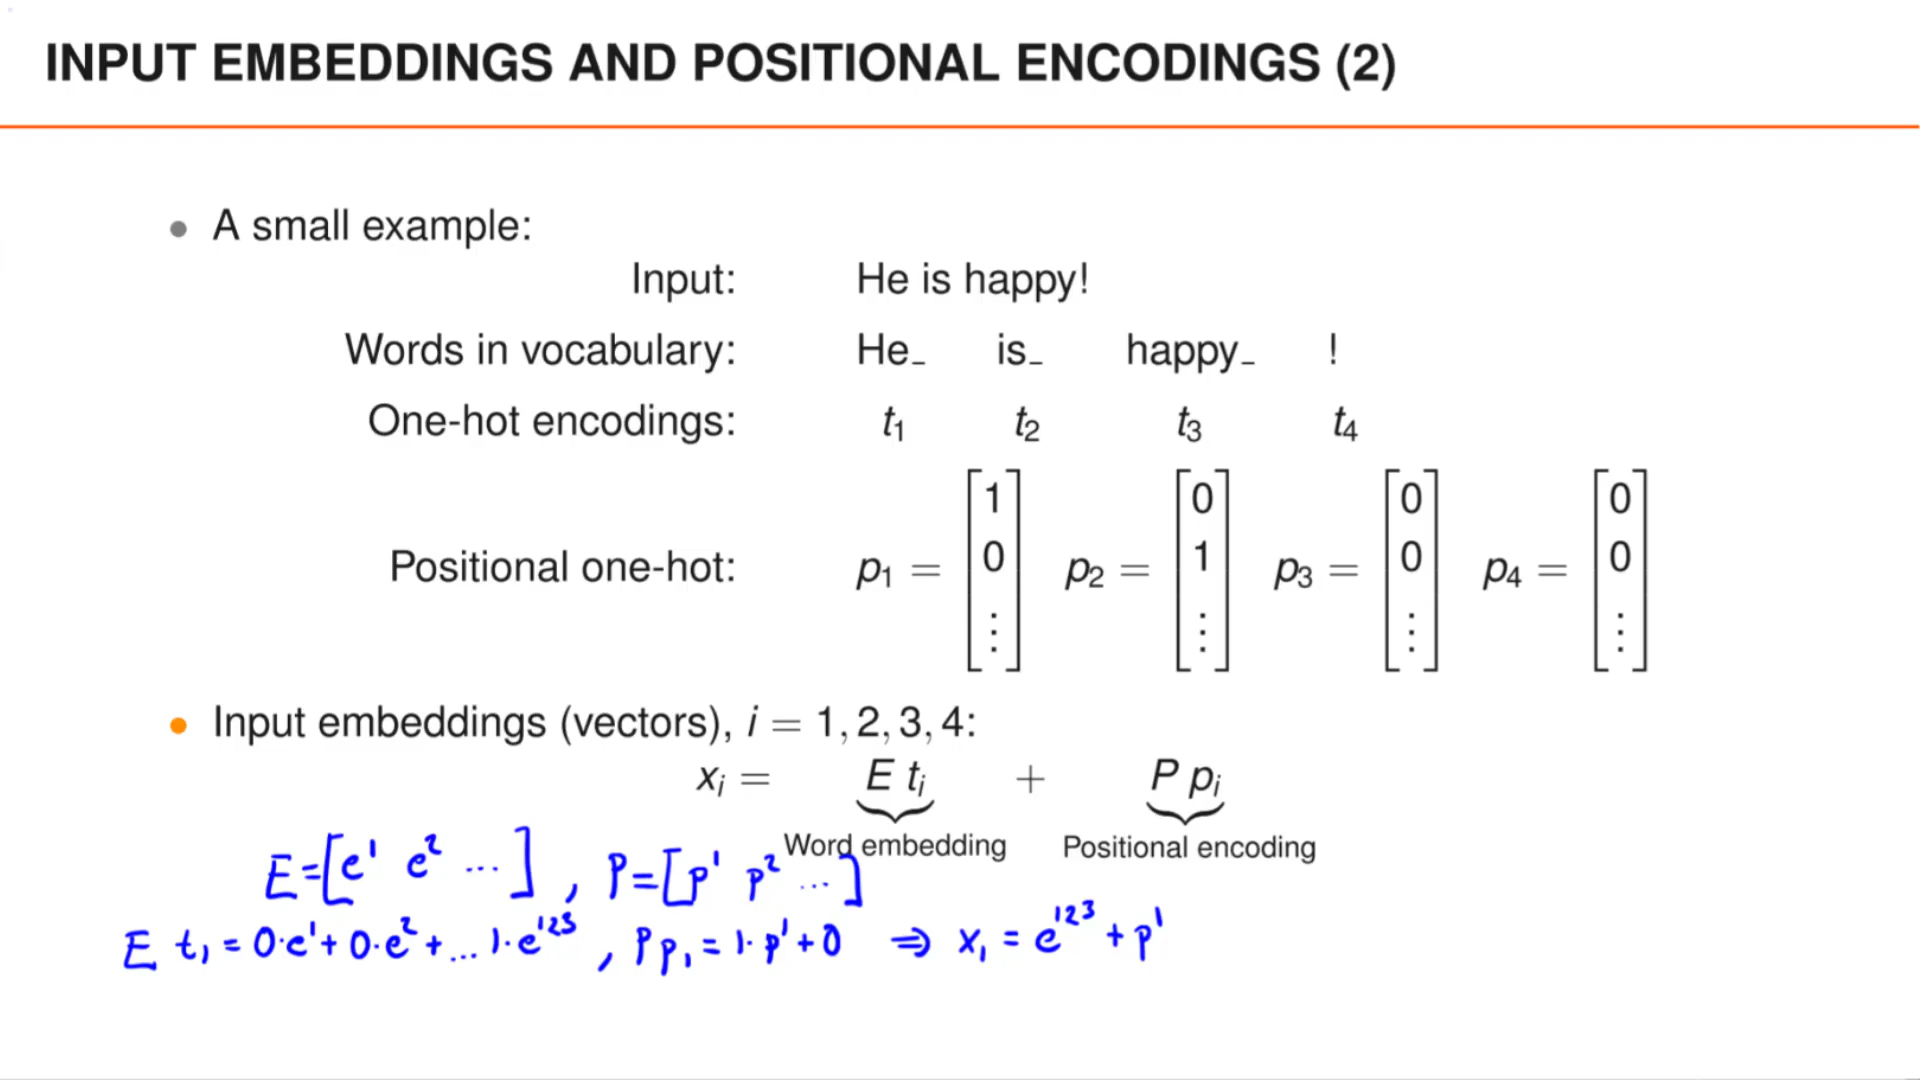 INPUT EMBEDDINGS AND POSITIONAL ENCODINGS (2)
• A small example:
Input: He is happy!
Words in vocabulary: He_ is_ happy_ !
One-hot encodings: t₁ t₂ t₃ t₄
Positional one-hot: p₁ = [1 0 ⋮] p₂ = [0 1 ⋮] p₃ = [0 0 ⋮] p₄ = [0 0 ⋮]
• Input embeddings (vectors), i = 1, 2, 3, 4:
xᵢ = E tᵢ + P pᵢ
Word embedding Positional encoding
E=[e¹ e² ...], P=[p¹ p² ...]
E t₁ = 0·e¹+0·e²+... 1·e¹²³, P p₁ = 1·p¹+0 ⇒ x₁ = e¹²³+p¹